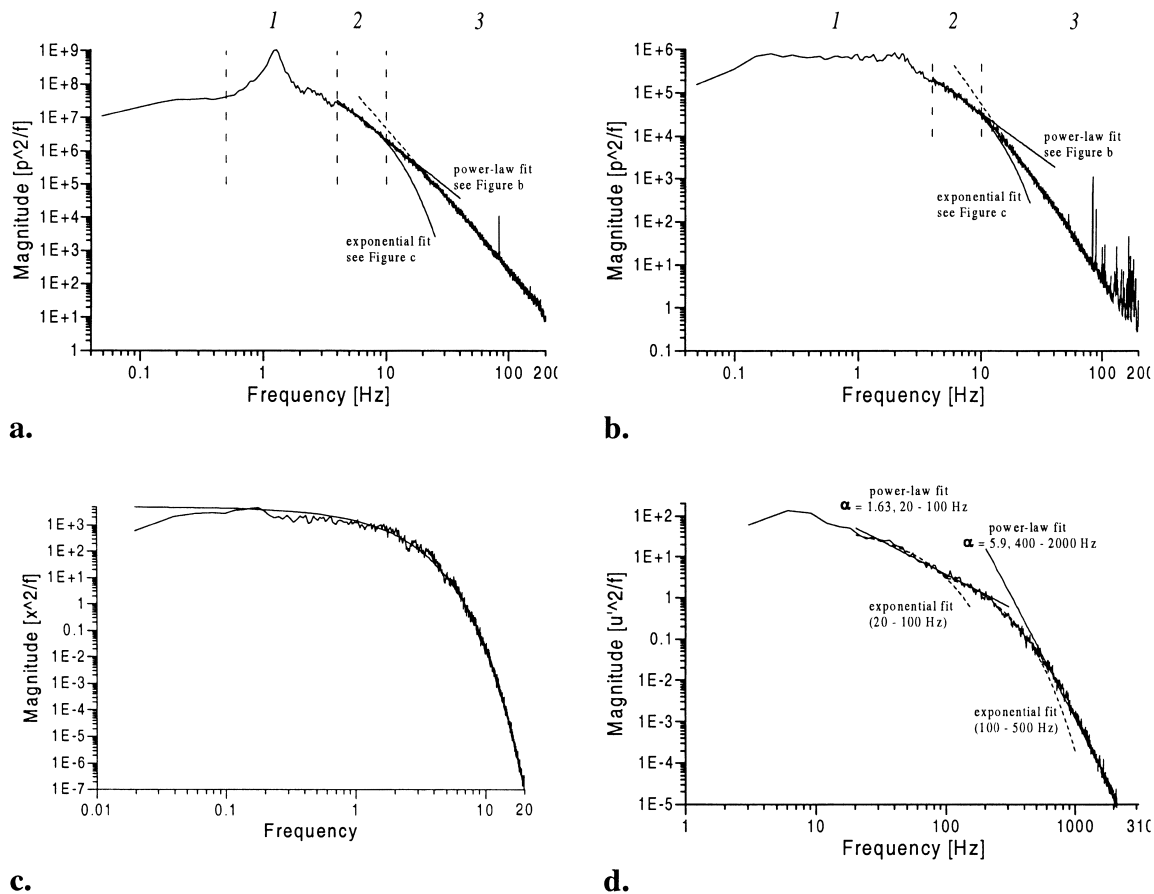 1 2 3
1E+9
1E+8
1E+7
1E+6
1E+5
1E+4
1E+3
1E+2
1E+1
1
Magnitude [p^2/f]
power-law fit
see Figure b
exponential fit
see Figure c
0.1 1 10 100 200
Frequency [Hz]
a.
1 2 3
1E+6
1E+5
1E+4
1E+3
1E+2
1E+1
1
0.1
Magnitude [p^2/f]
power-law fit
see Figure b
exponential fit
see Figure c
0.1 1 10 100 200
Frequency [Hz]
b.
1E+3
1E+2
1E+1
1
0.1
1E-2
1E-3
1E-4
1E-5
1E-6
1E-7
Magnitude [x^2/f]
0.01 0.1 1 10 20
Frequency
c.
1E+2
1E+1
1
0.1
1E-2
1E-3
1E-4
1E-5
Magnitude [u'^2/f]
power-law fit
α = 1.63, 20 - 100 Hz
power-law fit
α = 5.9, 400 - 2000 Hz
exponential fit
(20 - 100 Hz)
exponential fit
(100 - 500 Hz)
1 10 100 1000 310
Frequency [Hz]
d.